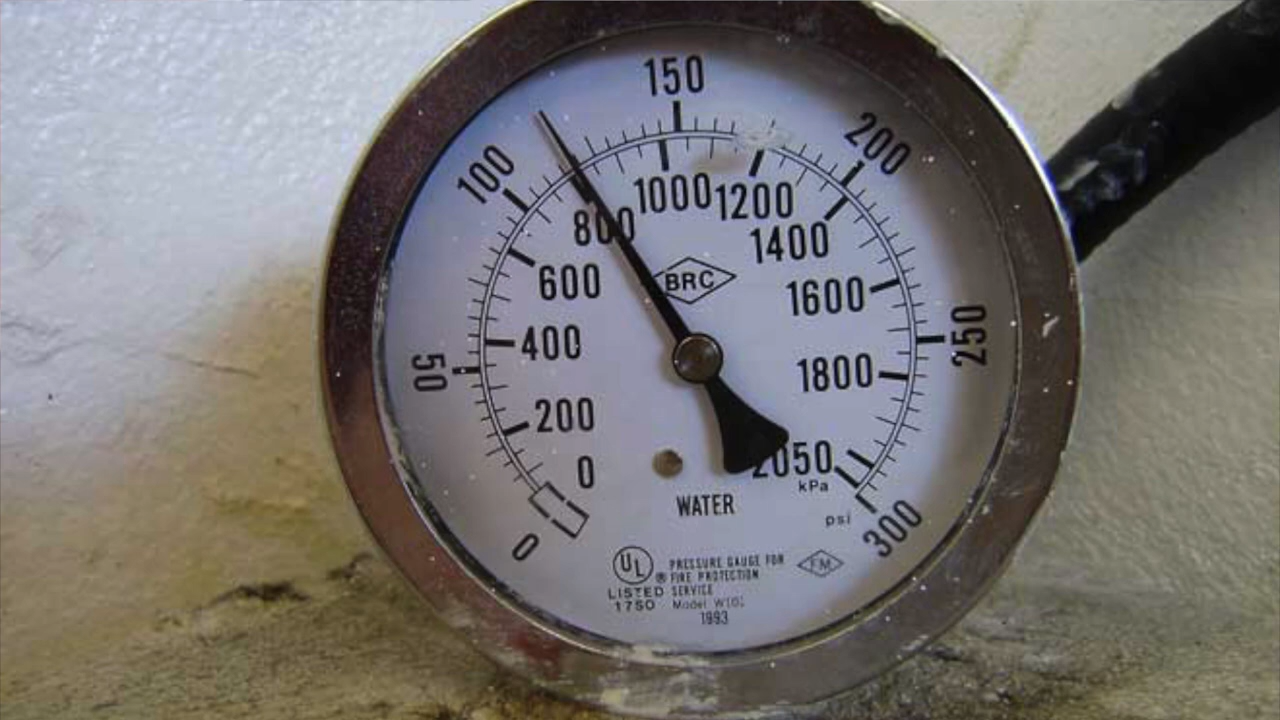 150
100
200
50
250
0
300
1000
1200
800
1400
600
1600
400
1800
200
0
2050
kPa
psi
BRC
WATER
UL
®
LISTED
1750
PRESSURE GAUGE FOR
FIRE PROTECTION
SERVICE
Model
1993
FM